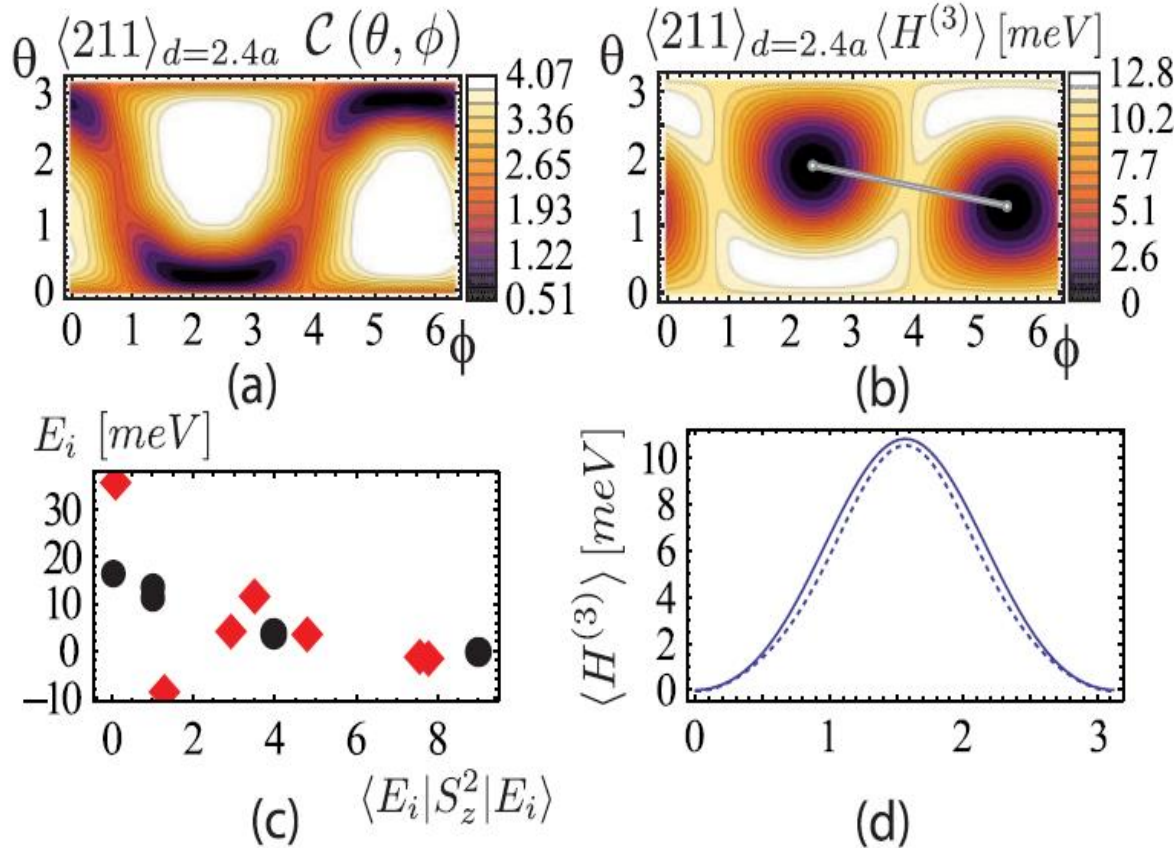 θ ⟨211⟩d=2.4a C (θ, ϕ)
3
2
1
0
0 1 2 3 4 5 6 ϕ
4.07
3.36
2.65
1.93
1.22
0.51
(a)
θ ⟨211⟩d=2.4a ⟨H(3)⟩ [meV]
3
2
1
0
0 1 2 3 4 5 6 ϕ
12.8
10.2
7.7
5.1
2.6
0
(b)
Ei [meV]
30
20
10
0
−10
0 2 4 6 8
⟨Ei|Sz2|Ei⟩
(c)
⟨H(3)⟩ [meV]
10
8
6
4
2
0
0 1 2 3
(d)